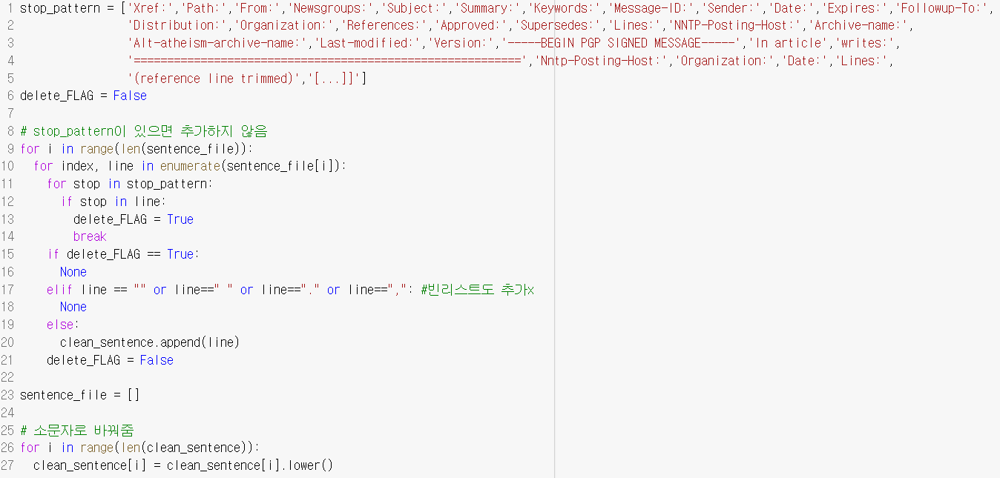 1 stop_pattern = ['Xref:','Path:','From:','Newsgroups:','Subject:','Summary:','Keywords:','Message-ID:','Sender:','Date:','Expires:','Followup-To:',
2 'Distribution:','Organization:','References:','Approved:','Supersedes:','Lines:','NNTP-Posting-Host:','Archive-name:',
3 'Alt-atheism-archive-name:','Last-modified:','Version:','-----BEGIN PGP SIGNED MESSAGE-----','In article','writes:',
4 '==========================================================','Nntp-Posting-Host:','Organization:','Date:','Lines:',
5 '(reference line trimmed)','[...]]']
6 delete_FLAG = False
7
8 # stop_pattern이 있으면 추가하지 않음
9 for i in range(len(sentence_file)):
10 for index, line in enumerate(sentence_file[i]):
11 for stop in stop_pattern:
12 if stop in line:
13 delete_FLAG = True
14 break
15 if delete_FLAG == True:
16 None
17 elif line == "" or line==" " or line=="." or line==",": #빈리스트도 추가x
18 None
19 else:
20 clean_sentence.append(line)
21 delete_FLAG = False
22
23 sentence_file = []
24
25 # 소문자로 바꿔줌
26 for i in range(len(clean_sentence)):
27 clean_sentence[i] = clean_sentence[i].lower()